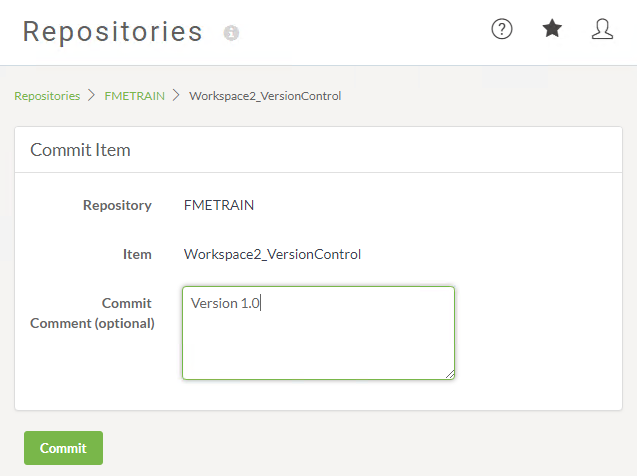 Repositories
Repositories > FMETRAIN > Workspace2_VersionControl
Commit Item
Repository FMETRAIN
Item Workspace2_VersionControl
Commit
Comment (optional)
Version 1.0
Commit